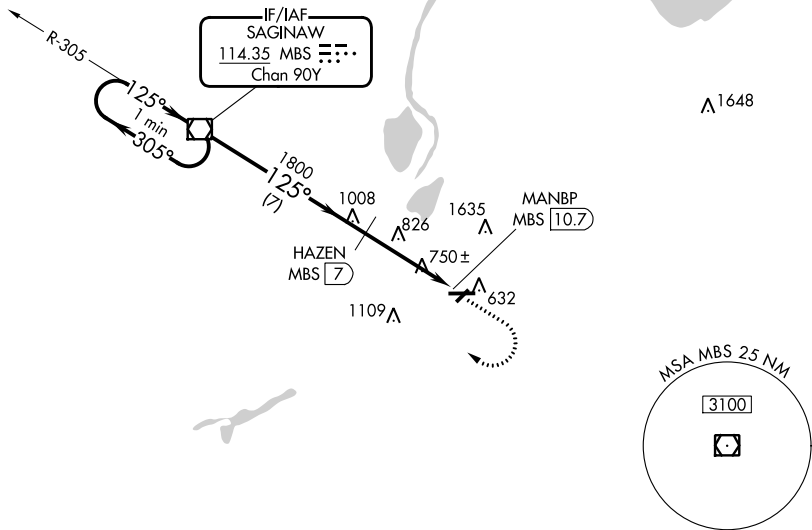 IF/IAF
SAGINAW
114.35 MBS
Chan 90Y
R-305
125°
1 min
305°
1648
1800
125°
(7)
1008
826
1635
MANBP
MBS 10.7
HAZEN
MBS 7
750 ±
632
1109
MSA MBS 25 NM
3100